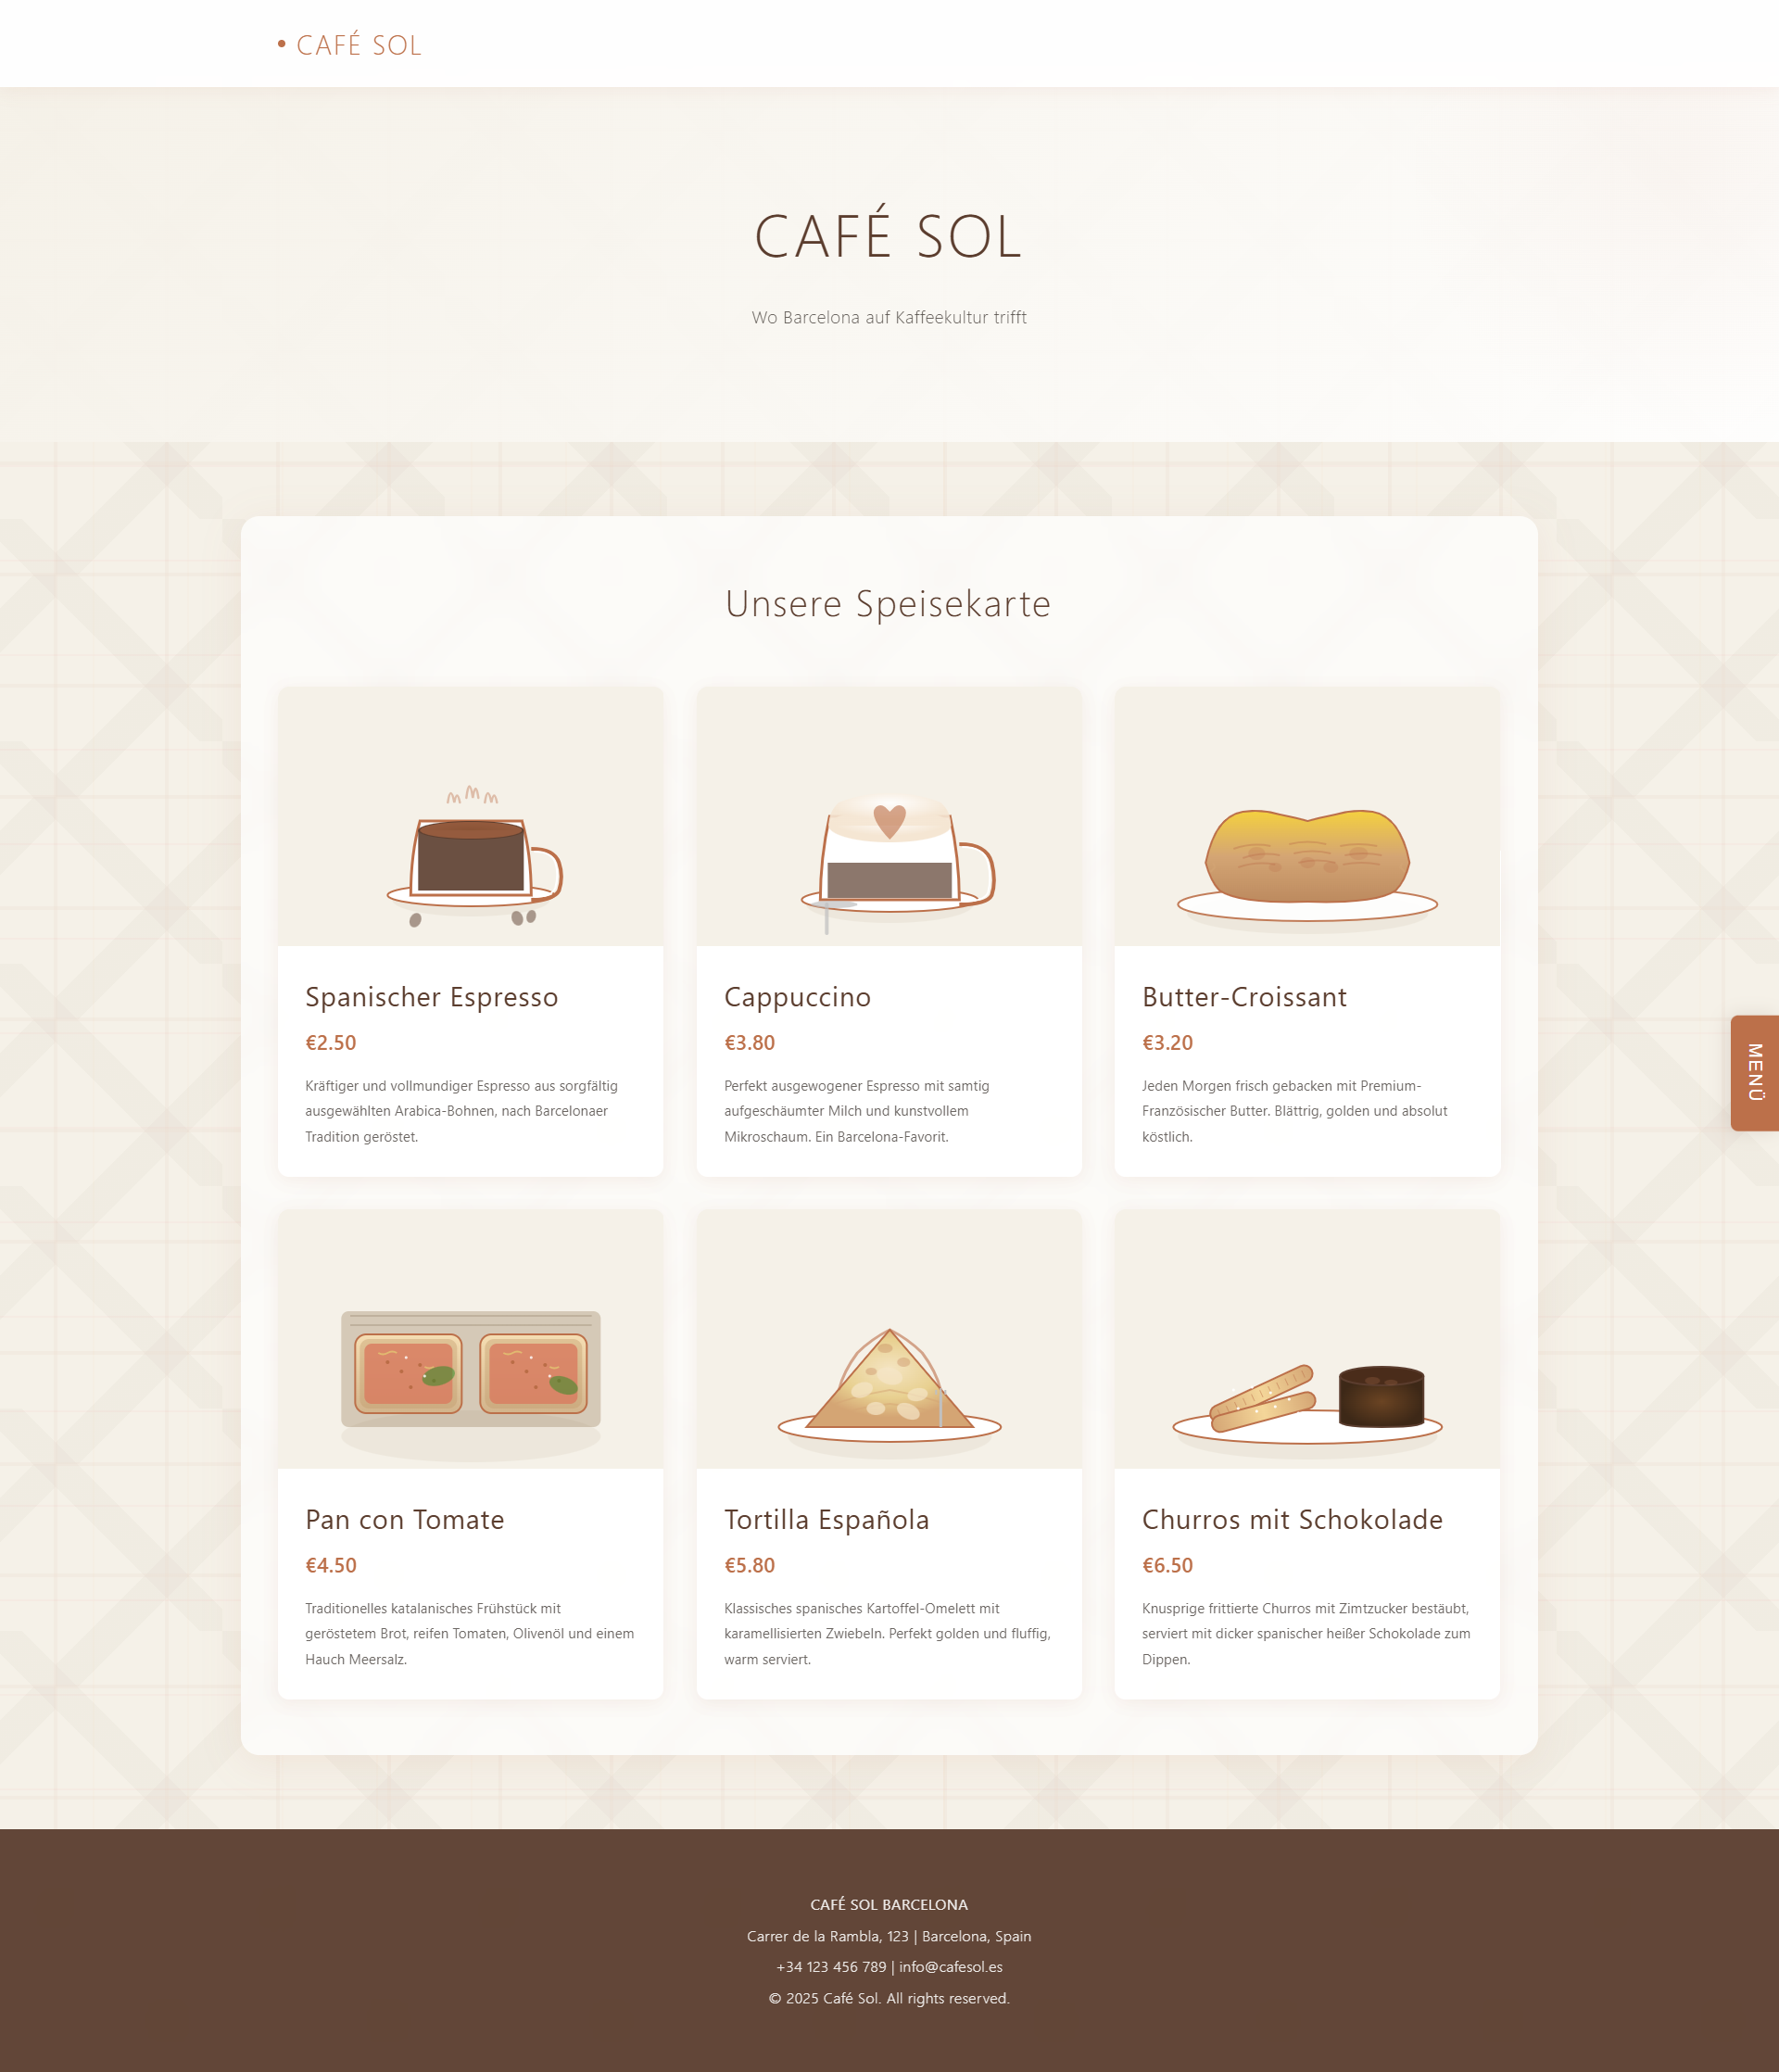 CAFÉ SOL
CAFÉ SOL
Wo Barcelona auf Kaffeekultur trifft
Unsere Speisekarte
Spanischer Espresso
€2.50
Kräftiger und vollmundiger Espresso aus sorgfältig
ausgewählten Arabica-Bohnen, nach Barcelonaer
Tradition geröstet.
Cappuccino
€3.80
Perfekt ausgewogener Espresso mit samtig
aufgeschäumter Milch und kunstvollem
Mikroschaum. Ein Barcelona-Favorit.
Butter-Croissant
€3.20
Jeden Morgen frisch gebacken mit Premium-
Französischer Butter. Blättrig, golden und absolut
köstlich.
MENÜ
Pan con Tomate
€4.50
Traditionelles katalanisches Frühstück mit
geröstetem Brot, reifen Tomaten, Olivenöl und einem
Hauch Meersalz.
Tortilla Española
€5.80
Klassisches spanisches Kartoffel-Omelett mit
karamellisierten Zwiebeln. Perfekt golden und fluffig,
warm serviert.
Churros mit Schokolade
€6.50
Knusprige frittierte Churros mit Zimtzucker bestäubt,
serviert mit dicker spanischer heißer Schokolade zum
Dippen.
CAFÉ SOL BARCELONA
Carrer de la Rambla, 123 | Barcelona, Spain
+34 123 456 789 | info@cafesol.es
© 2025 Café Sol. All rights reserved.